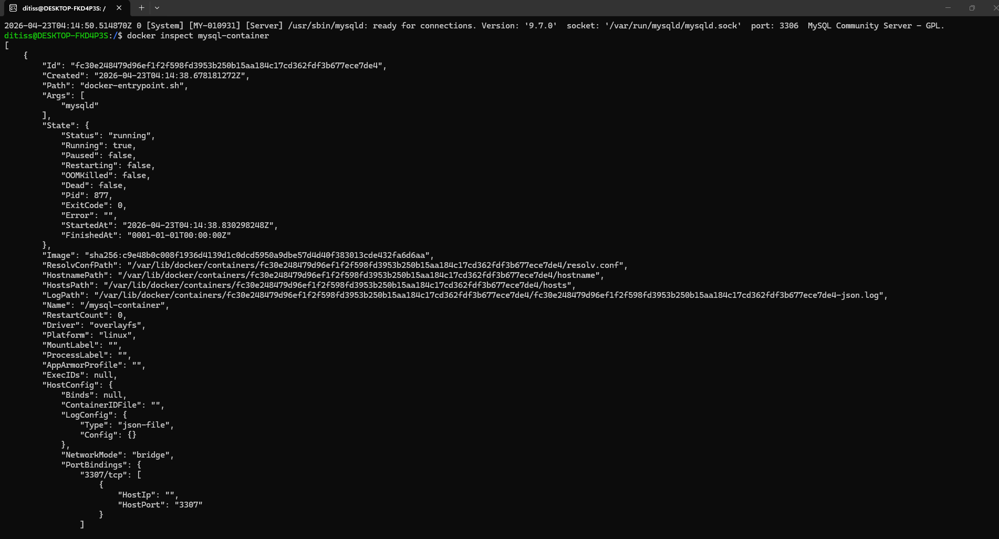 ditiss@DESKTOP-FKD4P3S: /
2026-04-23T04:14:50.514870Z 0 [System] [MY-010931] [Server] /usr/sbin/mysqld: ready for connections. Version: '9.7.0'  socket: '/var/run/mysqld/mysqld.sock'  port: 3306  MySQL Community Server - GPL.
ditiss@DESKTOP-FKD4P3S:/$ docker inspect mysql-container
[
    {
        "Id": "fc30e248479d96ef1f2f598fd3953b250b15aa184c17cd362fdf3b677ece7de4",
        "Created": "2026-04-23T04:14:38.678181272Z",
        "Path": "docker-entrypoint.sh",
        "Args": [
            "mysqld"
        ],
        "State": {
            "Status": "running",
            "Running": true,
            "Paused": false,
            "Restarting": false,
            "OOMKilled": false,
            "Dead": false,
            "Pid": 877,
            "ExitCode": 0,
            "Error": "",
            "StartedAt": "2026-04-23T04:14:38.830298248Z",
            "FinishedAt": "0001-01-01T00:00:00Z"
        },
        "Image": "sha256:c9e48b0c008f1936d4139d1c0dcd5950a9dbe57d4d40f383013cde432fa6d6aa",
        "ResolvConfPath": "/var/lib/docker/containers/fc30e248479d96ef1f2f598fd3953b250b15aa184c17cd362fdf3b677ece7de4/resolv.conf",
        "HostnamePath": "/var/lib/docker/containers/fc30e248479d96ef1f2f598fd3953b250b15aa184c17cd362fdf3b677ece7de4/hostname",
        "HostsPath": "/var/lib/docker/containers/fc30e248479d96ef1f2f598fd3953b250b15aa184c17cd362fdf3b677ece7de4/hosts",
        "LogPath": "/var/lib/docker/containers/fc30e248479d96ef1f2f598fd3953b250b15aa184c17cd362fdf3b677ece7de4/fc30e248479d96ef1f2f598fd3953b250b15aa184c17cd362fdf3b677ece7de4-json.log",
        "Name": "/mysql-container",
        "RestartCount": 0,
        "Driver": "overlayfs",
        "Platform": "linux",
        "MountLabel": "",
        "ProcessLabel": "",
        "AppArmorProfile": "",
        "ExecIDs": null,
        "HostConfig": {
            "Binds": null,
            "ContainerIDFile": "",
            "LogConfig": {
                "Type": "json-file",
                "Config": {}
            },
            "NetworkMode": "bridge",
            "PortBindings": {
                "3307/tcp": [
                    {
                        "HostIp": "",
                        "HostPort": "3307"
                    }
                ]